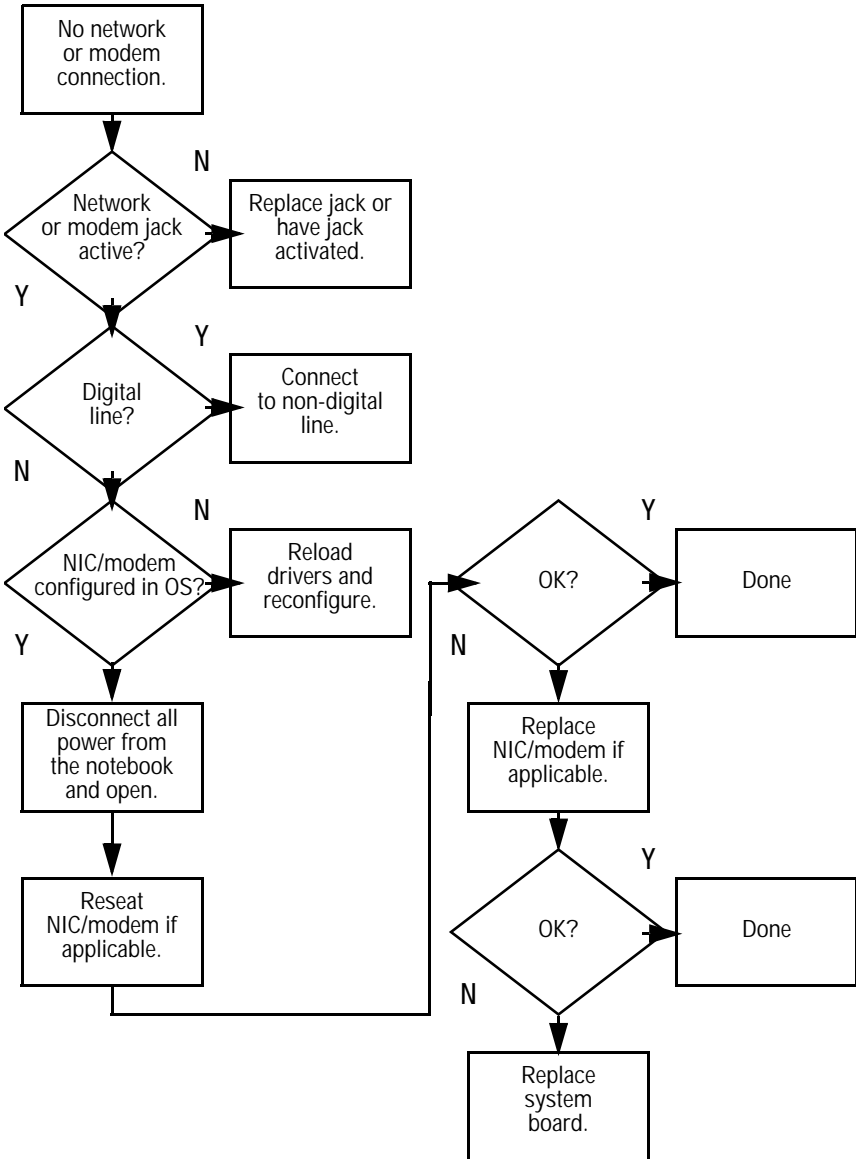 No network
or modem
connection.
N
Network
or modem jack
active?
Replace jack or
have jack
activated.
Y
Y
Digital
line?
Connect
to non-digital
line.
N
N
NIC/modem
configured in OS?
Reload
drivers and
reconfigure.
Y
Disconnect all
power from
the notebook
and open.
Reseat
NIC/modem if
applicable.
Y
OK?
Done
N
Replace
NIC/modem if
applicable.
Y
OK?
Done
N
Replace
system
board.